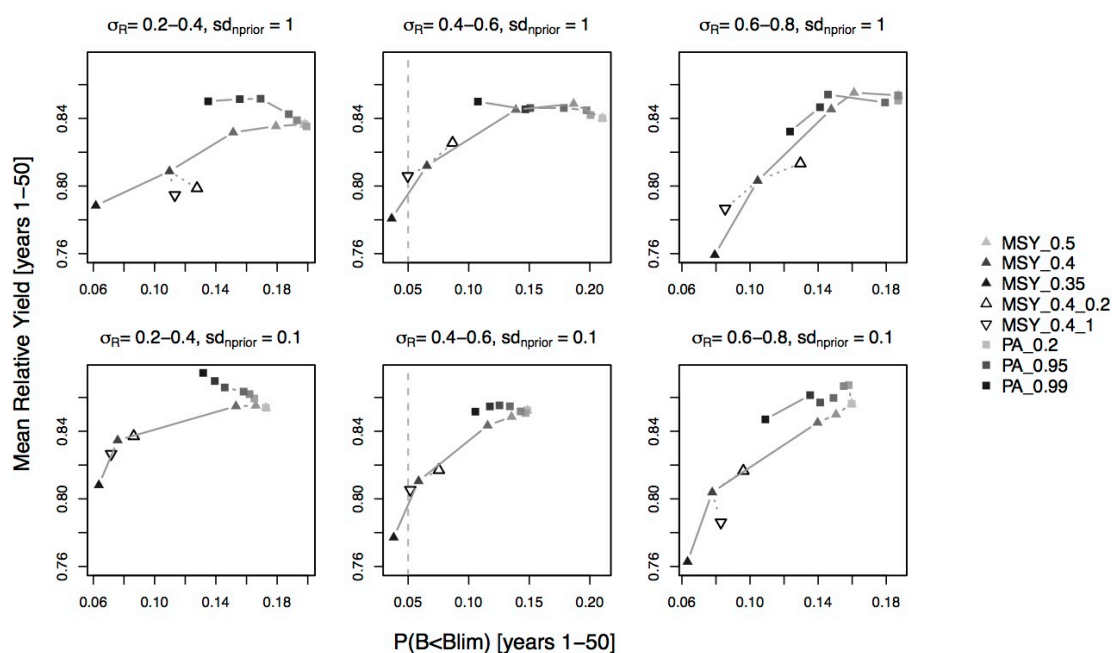 σR= 0.2–0.4, sdnprior = 1
σR= 0.4–0.6, sdnprior = 1
σR= 0.6–0.8, sdnprior = 1
0.84
0.80
0.76
0.06 0.10 0.14 0.18
0.84
0.80
0.76
0.05 0.10 0.15 0.20
0.84
0.80
0.76
0.06 0.10 0.14 0.18
Mean Relative Yield [years 1–50]
σR= 0.2–0.4, sdnprior = 0.1
σR= 0.4–0.6, sdnprior = 0.1
σR= 0.6–0.8, sdnprior = 0.1
0.84
0.80
0.76
0.06 0.10 0.14 0.18
0.84
0.80
0.76
0.05 0.10 0.15 0.20
0.84
0.80
0.76
0.06 0.10 0.14 0.18
P(B<Blim) [years 1–50]
MSY_0.5
MSY_0.4
MSY_0.35
MSY_0.4_0.2
MSY_0.4_1
PA_0.2
PA_0.95
PA_0.99